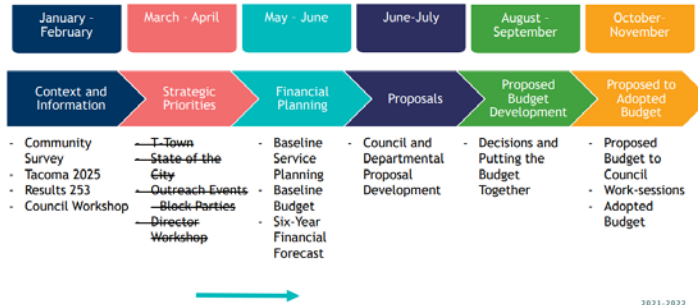 January – February
March – April
May – June
June-July
August – September
October-November
Context and Information
Strategic Priorities
Financial Planning
Proposals
Proposed Budget Development
Proposed to Adopted Budget
- Community Survey
- Tacoma 2025
- Results 253
- Council Workshop
- T-Town
- State of the City
- Outreach Events
- Block Parties
- Director Workshop
- Baseline Service Planning
- Baseline Budget
- Six-Year Financial Forecast
- Council and Departmental Proposal Development
- Decisions and Putting the Budget Together
- Proposed Budget to Council
- Work-sessions
- Adopted Budget
2021-2022